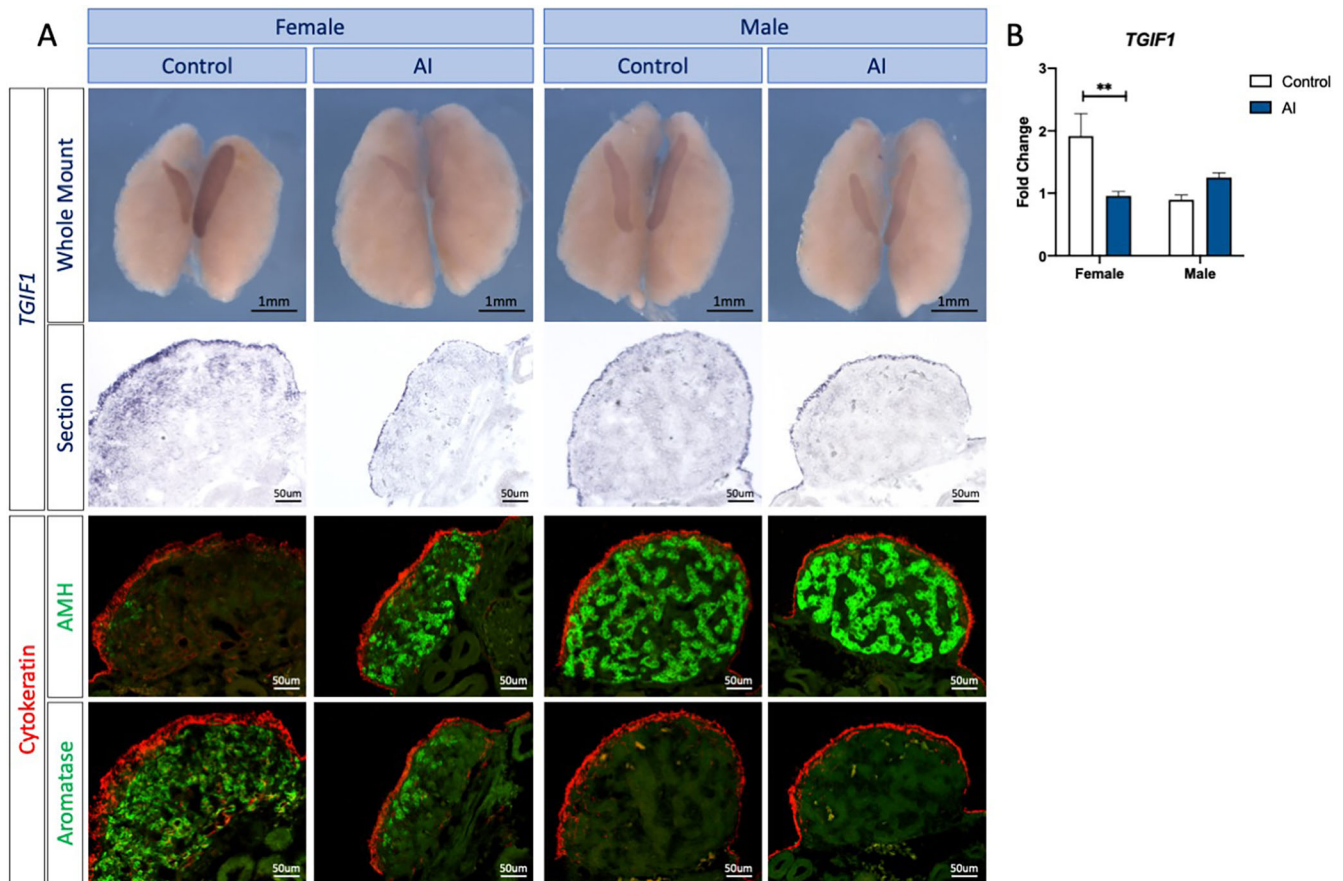 A
Female
Male
Control
AI
Control
AI
TGIF1
Whole Mount
1mm
1mm
1mm
1mm
Section
50um
50um
50um
50um
Cytokeratin
AMH
50um
50um
50um
50um
Aromatase
50um
50um
50um
50um
B
TGIF1
Fold Change
3
2
1
0
**
Female
Male
Control
AI